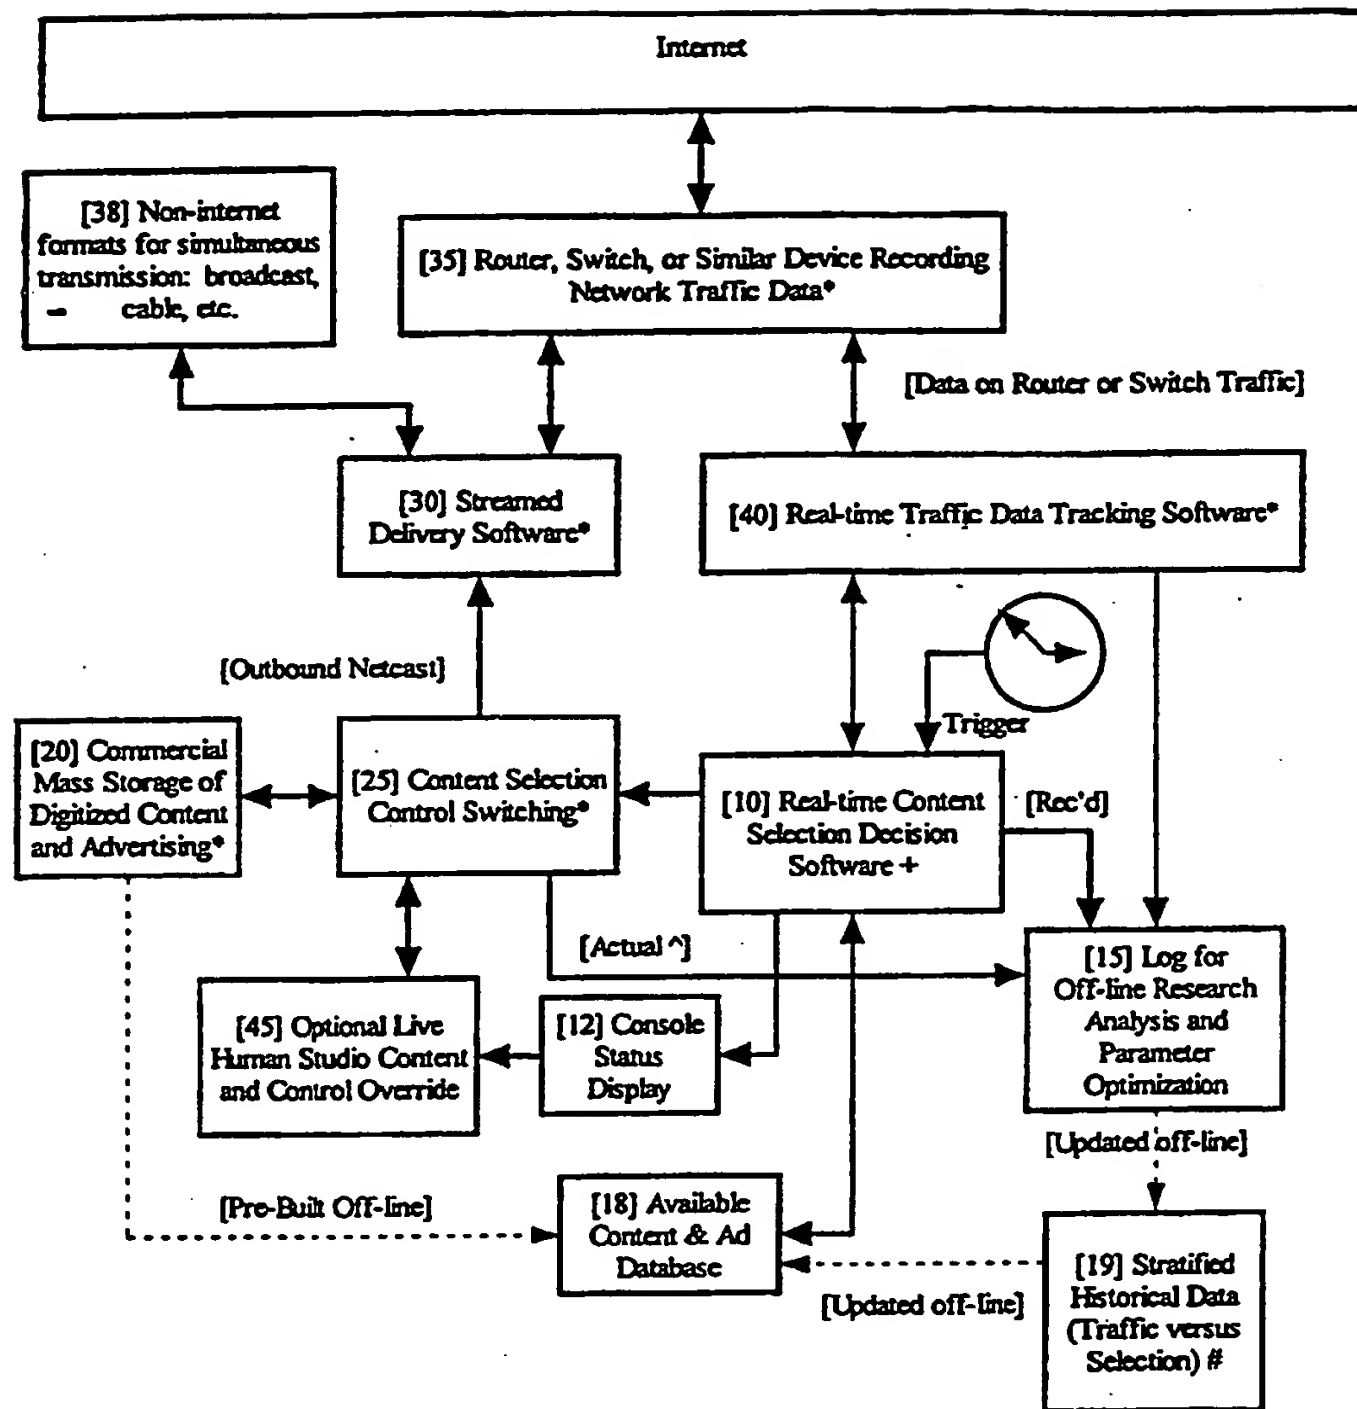 Internet
[38] Non-internet
formats for simultaneous
transmission: broadcast,
cable, etc.
[35] Router, Switch, or Similar Device Recording
Network Traffic Data*
[Data on Router or Switch Traffic]
[30] Streamed
Delivery Software*
[40] Real-time Traffic Data Tracking Software*
[Outbound Netcast]
Trigger
[20] Commercial
Mass Storage of
Digitized Content
and Advertising*
[25] Content Selection
Control Switching*
[10] Real-time Content
Selection Decision
Software +
[Rec'd]
[Actual ^]
[15] Log for
Off-line Research
Analysis and
Parameter
Optimization
[45] Optional Live
Human Studio Content
and Control Override
[12] Console
Status
Display
[Updated off-line]
[Pre-Built Off-line]
[18] Available
Content & Ad
Database
[Updated off-line]
[19] Stratified
Historical Data
(Traffic versus
Selection) #